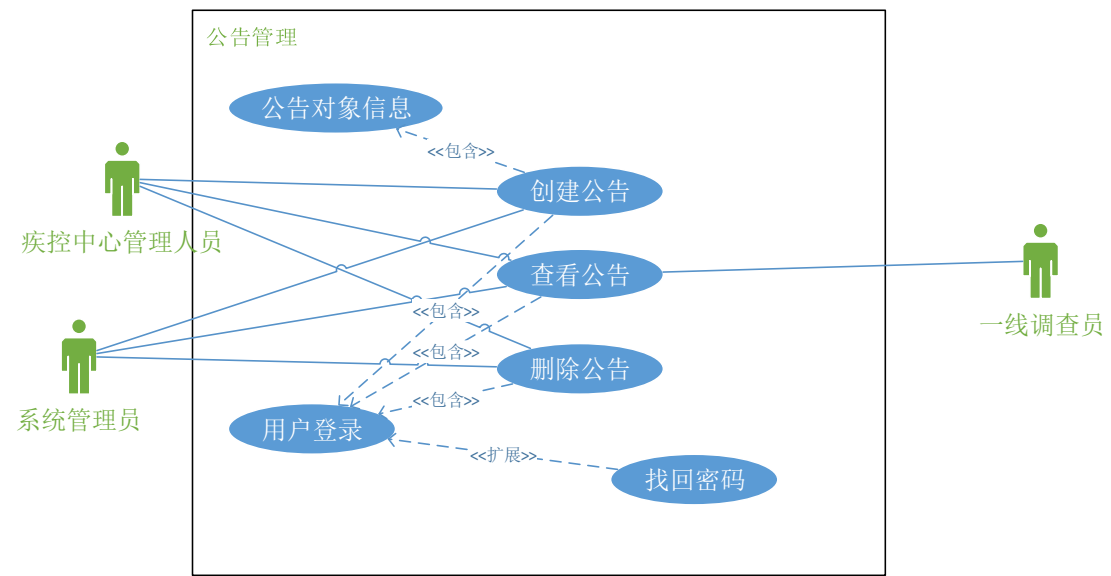 公告管理
公告对象信息
<<包含>>
创建公告
疾控中心管理人员
查看公告
<<包含>>
一线调查员
<<包含>>
删除公告
系统管理员
<<包含>>
用户登录
<<扩展>>
找回密码